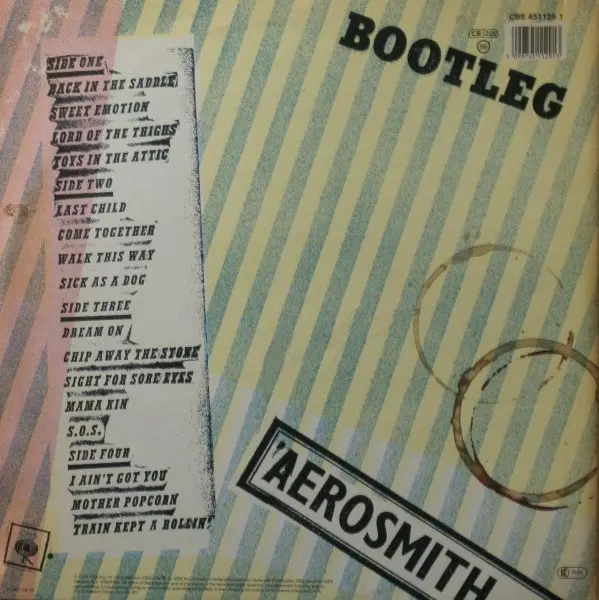 CBS 451129 1
CB 288
BOOTLEG
SIDE ONE
BACK IN THE SADDLE
SWEET EMOTION
LORD OF THE THIGHS
TOYS IN THE ATTIC
SIDE TWO
LAST CHILD
COME TOGETHER
WALK THIS WAY
SICK AS A DOG
SIDE THREE
DREAM ON
CHIP AWAY THE STONE
SIGHT FOR SORE EYES
MAMA KIN
S.O.S.
SIDE FOUR
I AIN'T GOT YOU
MOTHER POPCORN
TRAIN KEPT A ROLLIN'
AEROSMITH